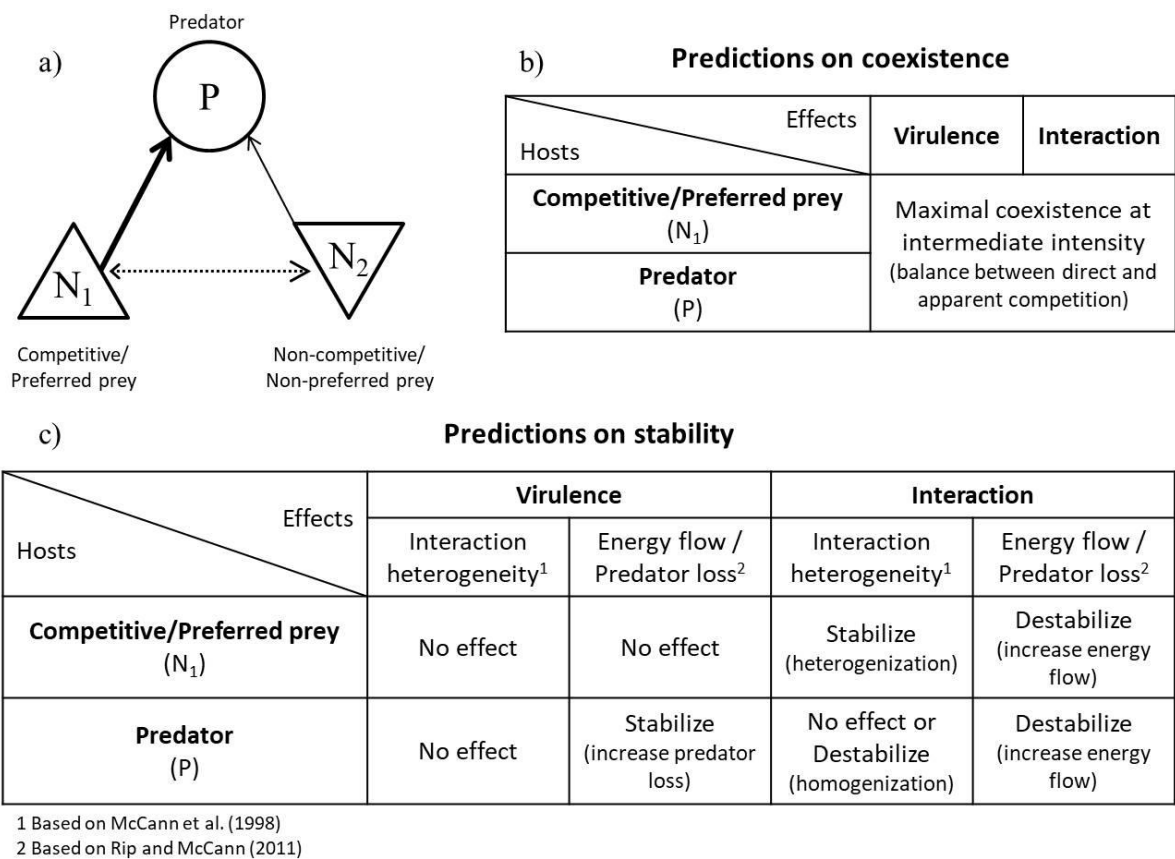 a)
Predator
P
N₁
N₂
Competitive/
Preferred prey
Non-competitive/
Non-preferred prey
b)
Predictions on coexistence
Effects
Hosts
Virulence
Interaction
Competitive/Preferred prey
(N₁)
Predator
(P)
Maximal coexistence at
intermediate intensity
(balance between direct and
apparent competition)
c)
Predictions on stability
Effects
Hosts
Virulence
Interaction
Interaction
heterogeneity¹
Energy flow /
Predator loss²
Interaction
heterogeneity¹
Energy flow /
Predator loss²
Competitive/Preferred prey
(N₁)
No effect
No effect
Stabilize
(heterogenization)
Destabilize
(increase energy
flow)
Predator
(P)
No effect
Stabilize
(increase predator
loss)
No effect or
Destabilize
(homogenization)
Destabilize
(increase energy
flow)
1 Based on McCann et al. (1998)
2 Based on Rip and McCann (2011)